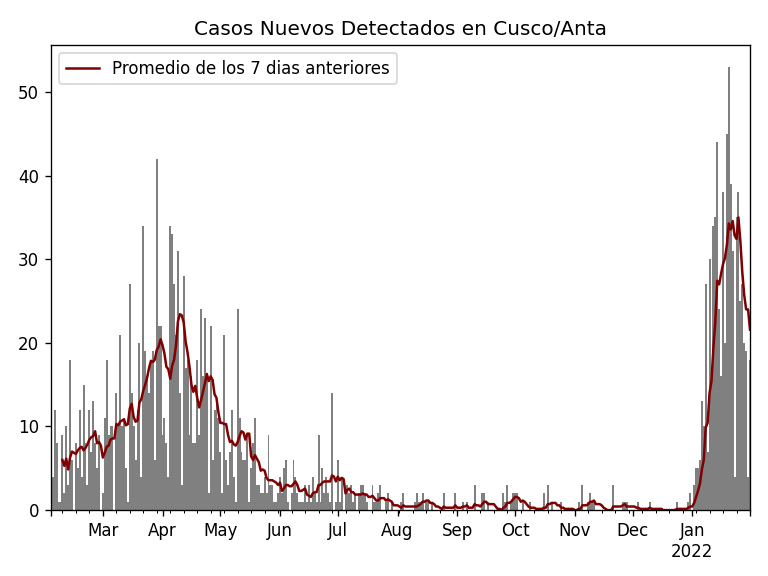 Casos Nuevos Detectados en Cusco/Anta
Promedio de los 7 dias anteriores
50
40
30
20
10
0
Mar Apr May Jun Jul Aug Sep Oct Nov Dec Jan
2022